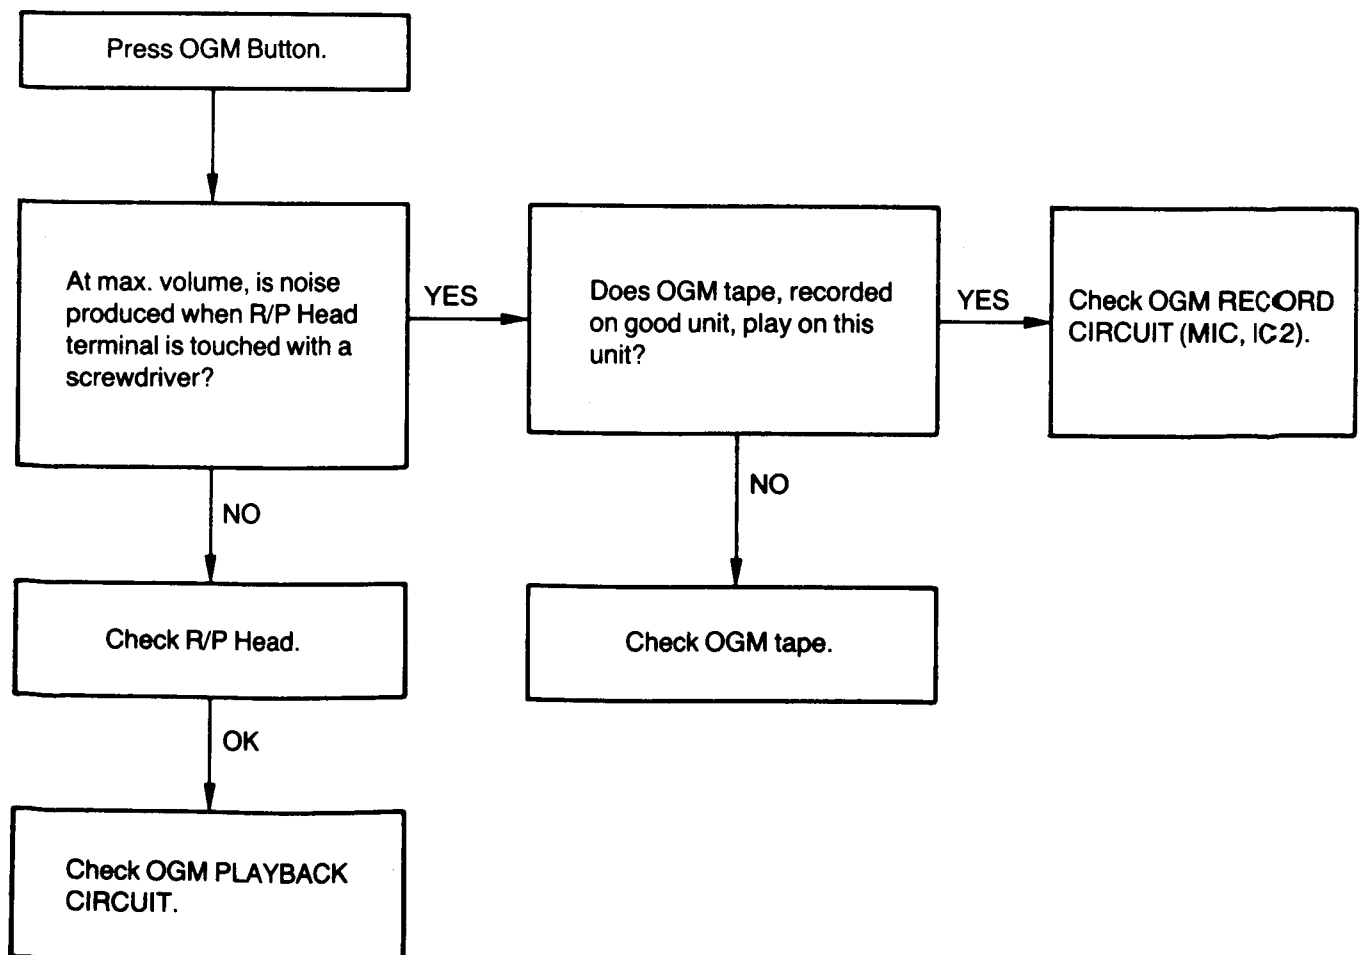 Press OGM Button.
At max. volume, is noise
produced when R/P Head
terminal is touched with a
screwdriver?
YES
Does OGM tape, recorded
on good unit, play on this
unit?
YES
Check OGM RECORD
CIRCUIT (MIC, IC2).
NO
NO
Check R/P Head.
Check OGM tape.
OK
Check OGM PLAYBACK
CIRCUIT.